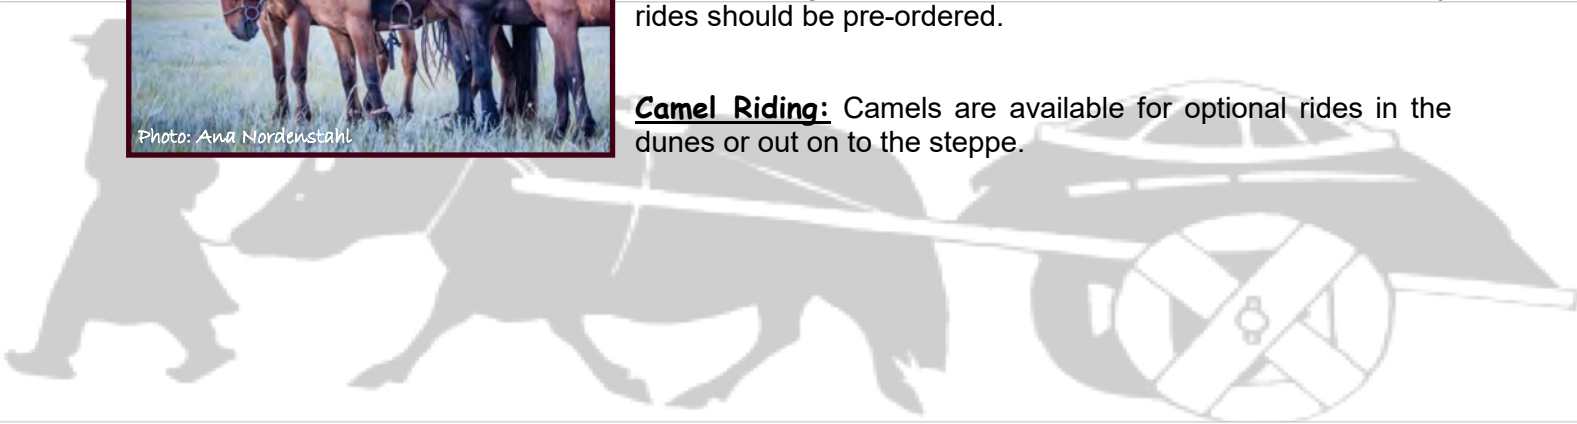 rides should be pre-ordered.
Camel Riding: Camels are available for optional rides in the
dunes or out on to the steppe.
Photo: Ana Nordenstahl